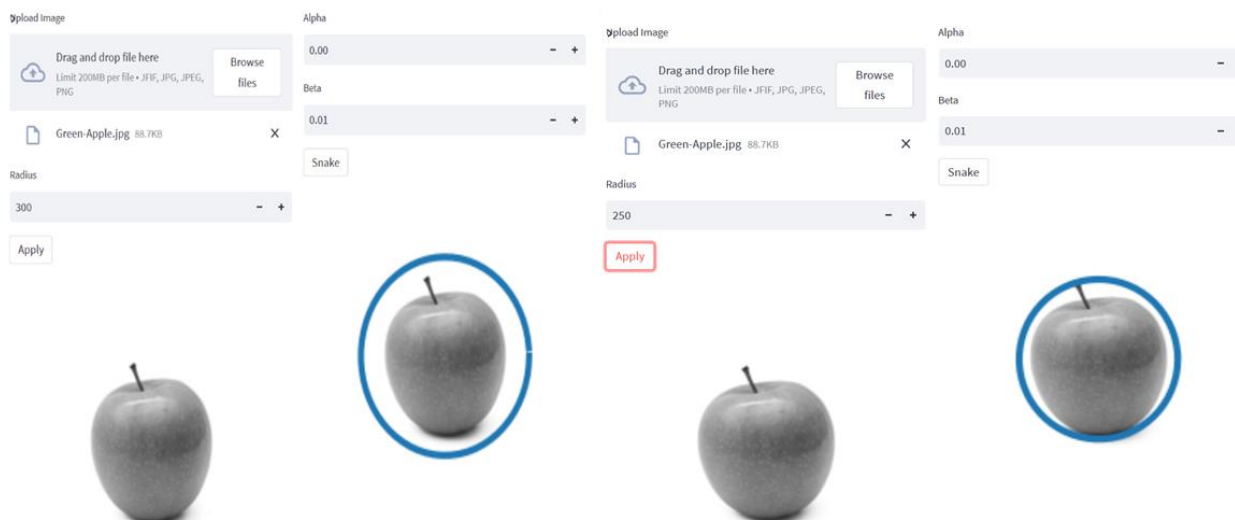 Upload Image
Drag and drop file here
Limit 200MB per file • JFIF, JPG, JPEG,
PNG
Browse
files
Green-Apple.jpg 88.7KB
Radius
300
Apply
Alpha
0.00
Beta
0.01
Snake
Upload Image
Drag and drop file here
Limit 200MB per file • JFIF, JPG, JPEG,
PNG
Browse
files
Green-Apple.jpg 88.7KB
Radius
250
Apply
Alpha
0.00
Beta
0.01
Snake